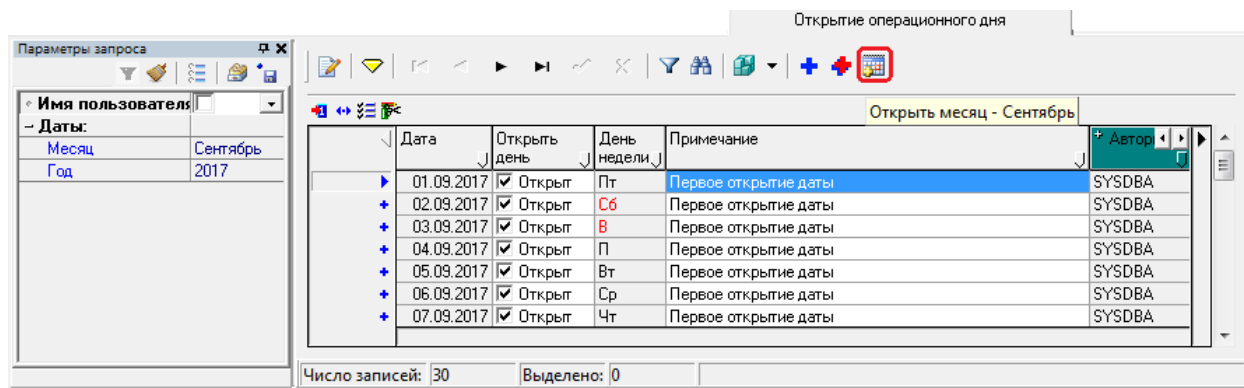 Открытие операционного дня
Параметры запроса
Имя пользователя
Даты:
Месяц Сентябрь
Год 2017
Открыть месяц - Сентябрь
Дата Открыть день День недели Примечание
01.09.2017 Открыт Пт Первое открытие даты SYSDBA
02.09.2017 Открыт Сб Первое открытие даты SYSDBA
03.09.2017 Открыт В Первое открытие даты SYSDBA
04.09.2017 Открыт П Первое открытие даты SYSDBA
05.09.2017 Открыт Вт Первое открытие даты SYSDBA
06.09.2017 Открыт Ср Первое открытие даты SYSDBA
07.09.2017 Открыт Чт Первое открытие даты SYSDBA
Число записей: 30 Выделено: 0